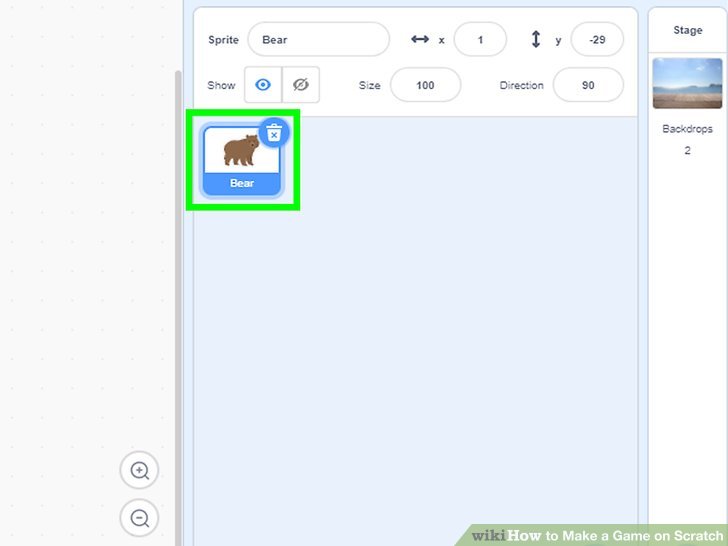 Sprite Bear x 1 y -29
Show Size 100 Direction 90
Bear
Stage
Backdrops
2
wikiHow to Make a Game on Scratch